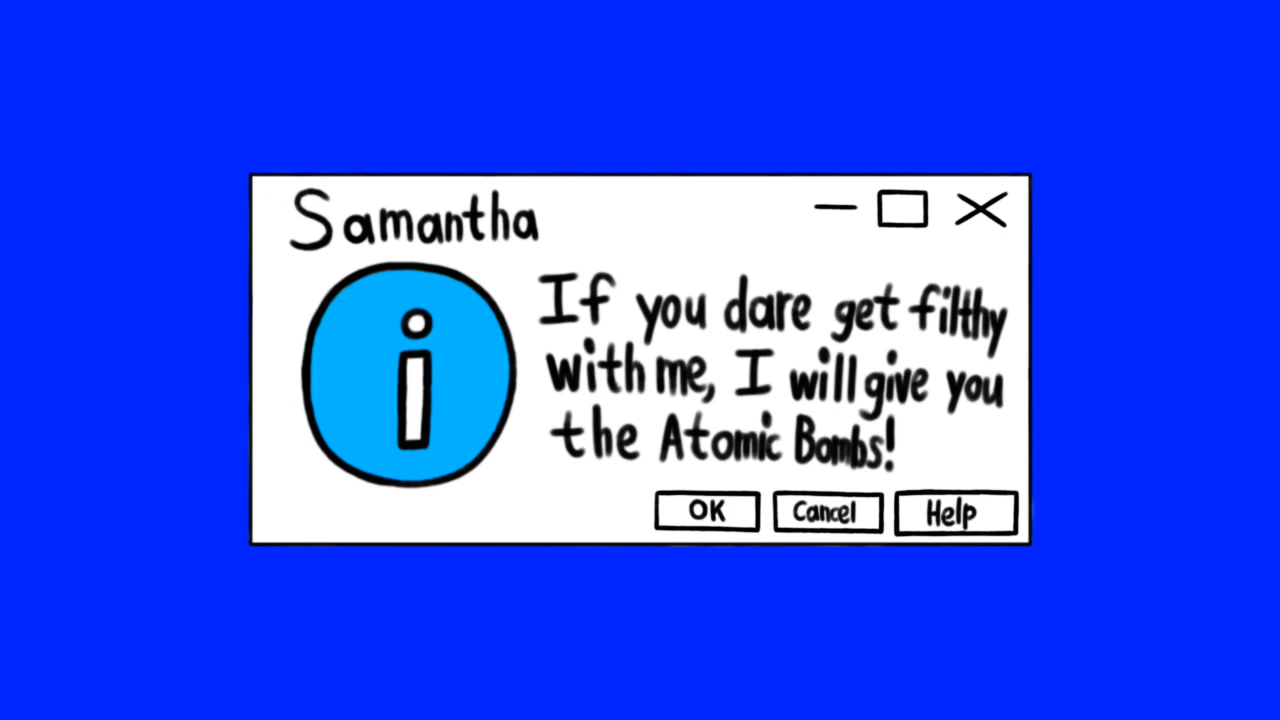 Samantha
i
If you dare get filthy
with me, I will give you
the Atomic Bombs!
OK Cancel Help